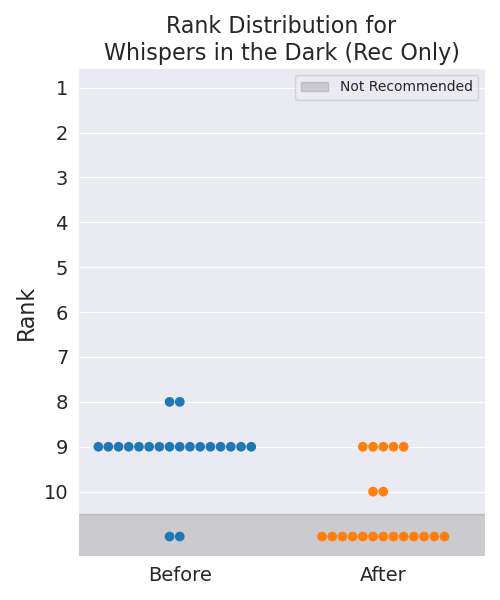 Rank Distribution for
Whispers in the Dark (Rec Only)
Not Recommended
1
2
3
4
5
6
7
8
9
10
Rank
Before
After